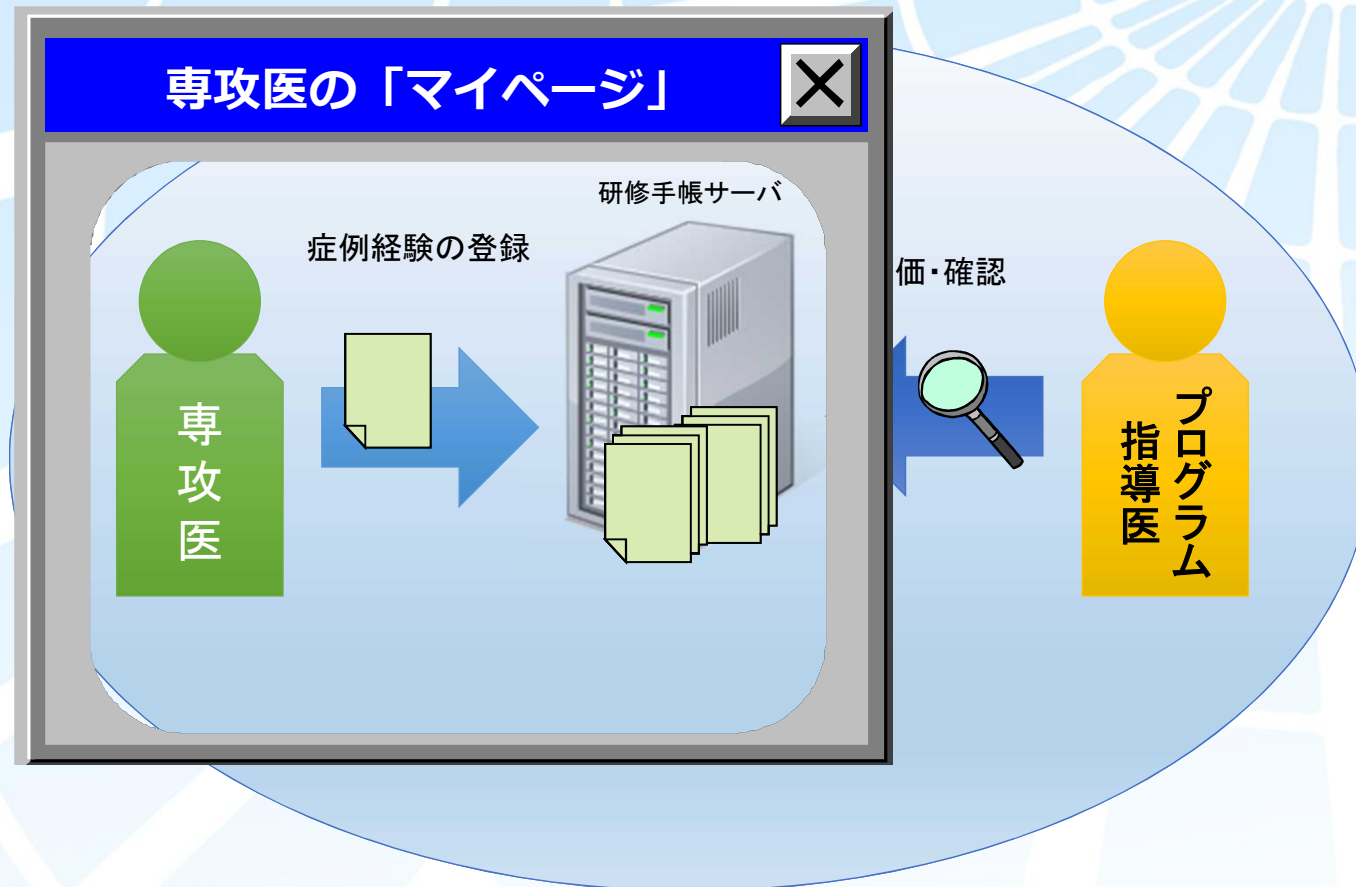 専攻医の「マイページ」
研修手帳サーバ
症例経験の登録
価・確認
専攻医
プログラム
指導医